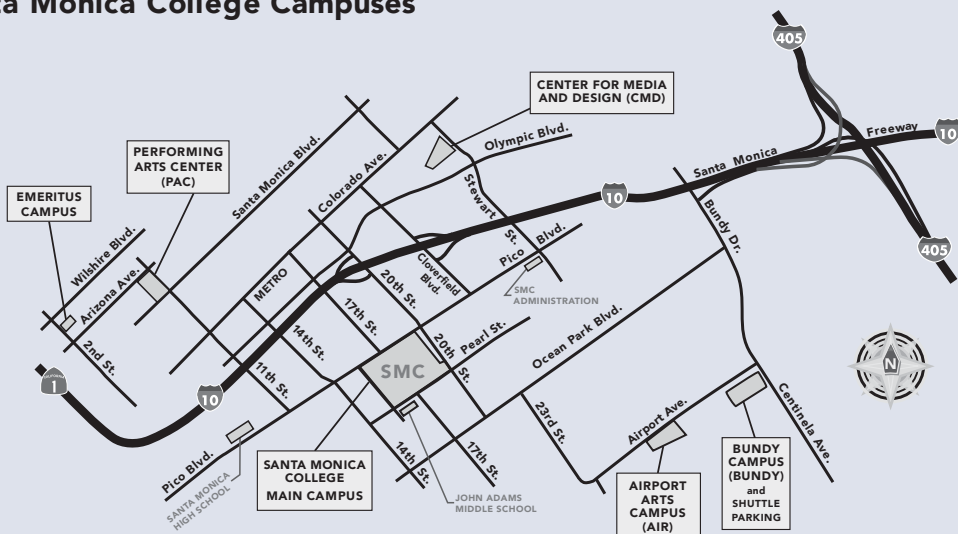 ta Monica College Campuses
405
CENTER FOR MEDIA
AND DESIGN (CMD)
Olympic Blvd.
Freeway
10
Santa Monica
PERFORMING
ARTS CENTER
(PAC)
Santa Monica Blvd.
Colorado Ave.
EMERITUS
CAMPUS
Stewart
St.
10
Bundy Dr.
405
Wilshire Blvd.
Arizona Ave.
METRO
20th St.
Cloverfield
Blvd.
Pico Blvd.
SMC
ADMINISTRATION
2nd St.
17th St.
14th St.
20th
St.
Pearl St.
Ocean Park Blvd.
N
CALIFORNIA
1
10
11th St.
SMC
23rd St.
Airport Ave.
Centinela Ave.
Pico Blvd.
SANTA MONICA
HIGH SCHOOL
SANTA MONICA
COLLEGE
MAIN CAMPUS
14th St.
17th St.
JOHN ADAMS
MIDDLE SCHOOL
AIRPORT
ARTS
CAMPUS
(AIR)
BUNDY
CAMPUS
(BUNDY)
and
SHUTTLE
PARKING